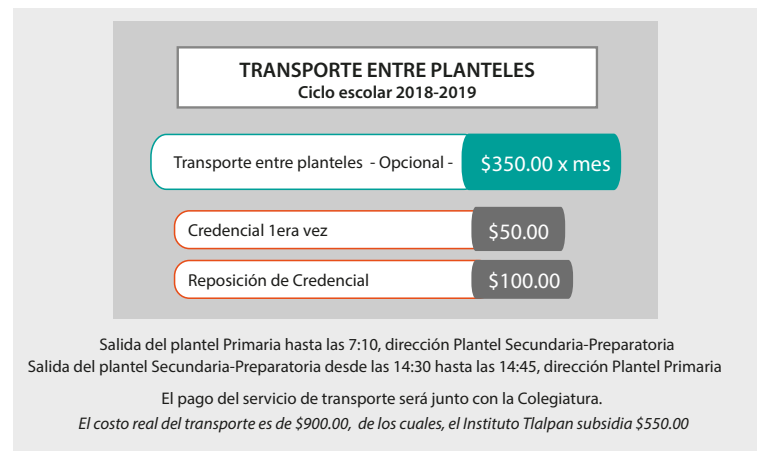 TRANSPORTE ENTRE PLANTELES
Ciclo escolar 2018-2019
Transporte entre planteles - Opcional - $350.00 x mes
Credencial 1era vez $50.00
Reposición de Credencial $100.00
Salida del plantel Primaria hasta las 7:10, dirección Plantel Secundaria-Preparatoria
Salida del plantel Secundaria-Preparatoria desde las 14:30 hasta las 14:45, dirección Plantel Primaria
El pago del servicio de transporte será junto con la Colegiatura.
El costo real del transporte es de $900.00, de los cuales, el Instituto Tlalpan subsidia $550.00